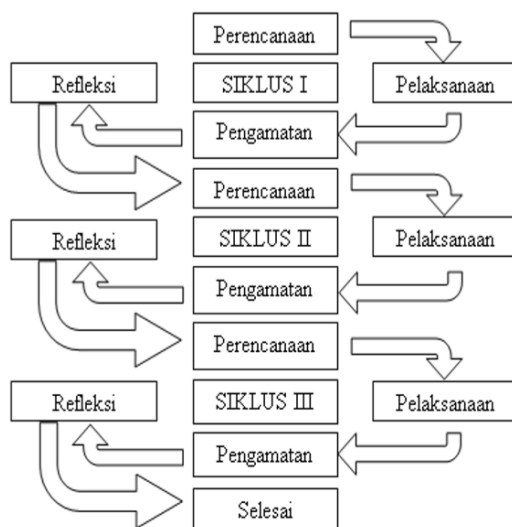 Perencanaan
Refleksi
SIKLUS I
Pelaksanaan
Pengamatan
Perencanaan
Refleksi
SIKLUS II
Pelaksanaan
Pengamatan
Perencanaan
Refleksi
SIKLUS III
Pelaksanaan
Pengamatan
Selesai